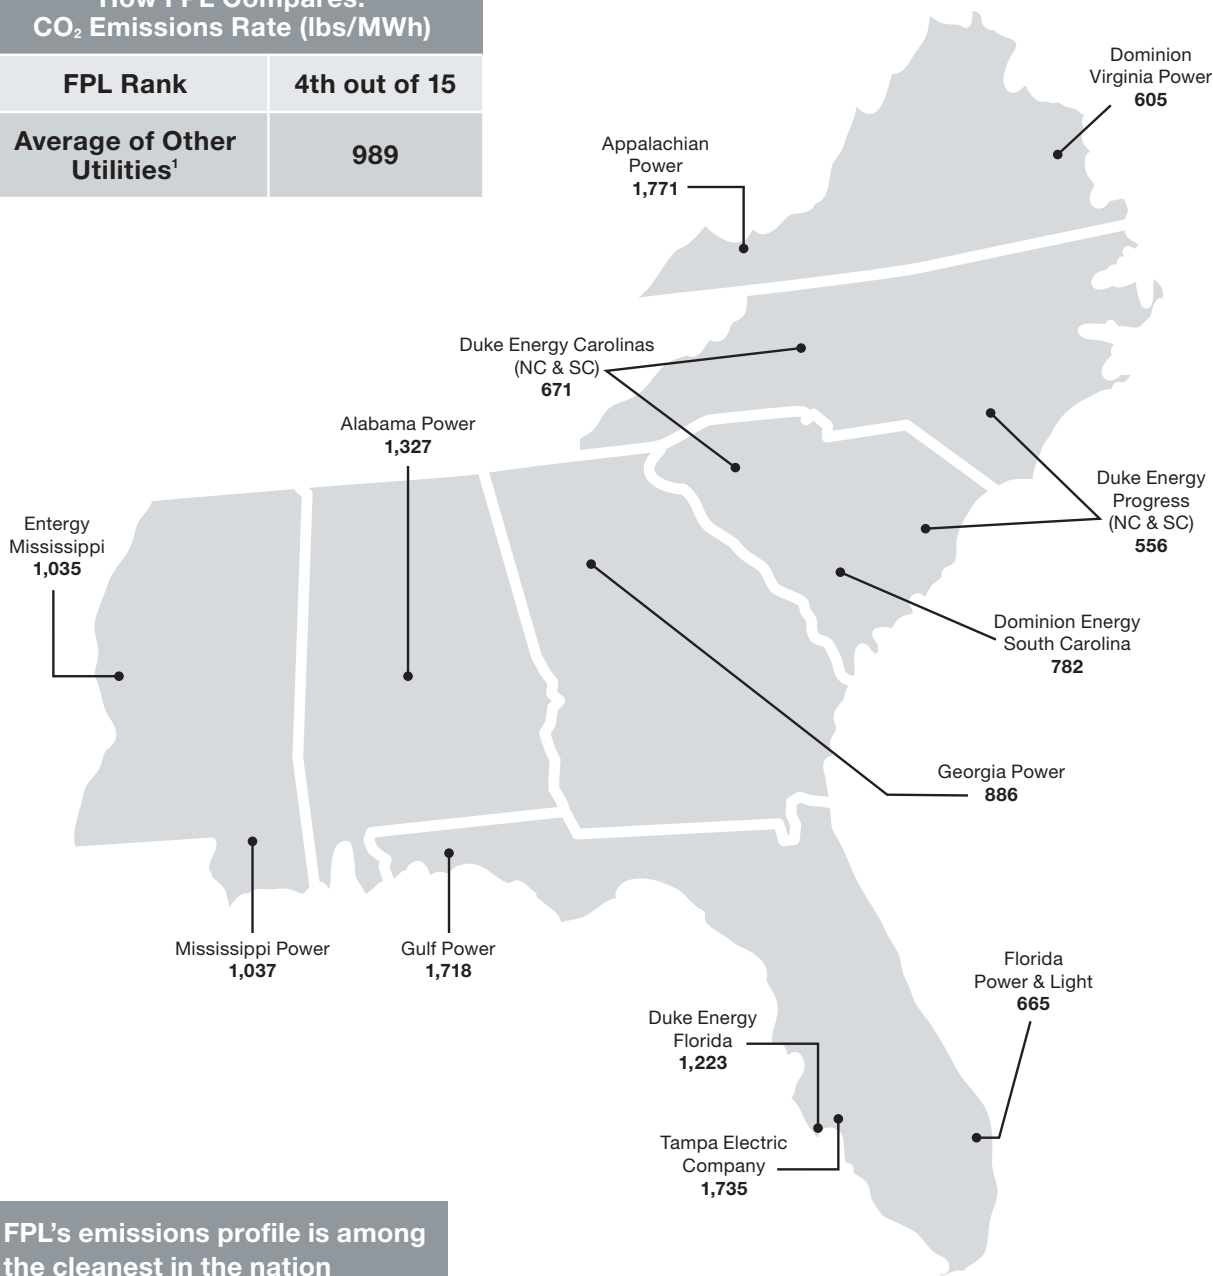 How FPL Compares:
CO₂ Emissions Rate (lbs/MWh)
FPL Rank
4th out of 15
Average of Other
Utilities¹
989
Dominion
Virginia Power
605
Appalachian
Power
1,771
Duke Energy Carolinas
(NC & SC)
671
Alabama Power
1,327
Entergy
Mississippi
1,035
Duke Energy
Progress
(NC & SC)
556
Dominion Energy
South Carolina
782
Georgia Power
886
Mississippi Power
1,037
Gulf Power
1,718
Florida
Power & Light
665
Duke Energy
Florida
1,223
Tampa Electric
Company
1,735
FPL’s emissions profile is among
the cleanest in the nation